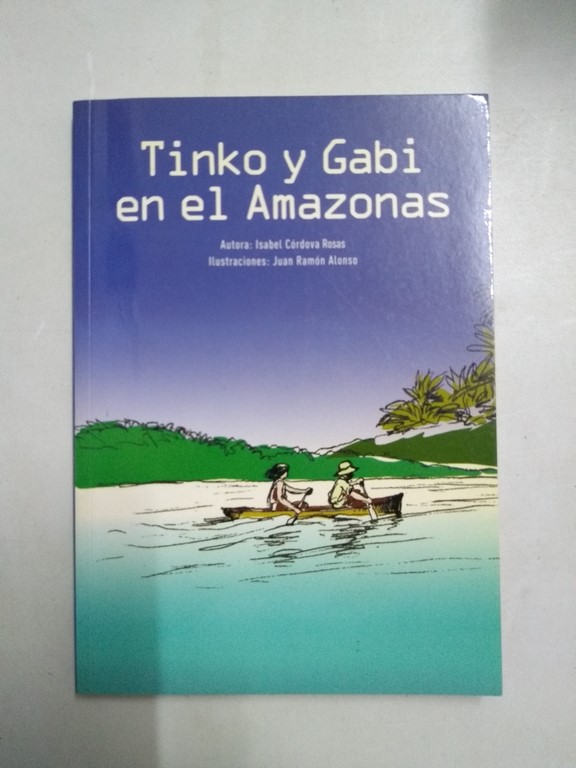 Tinko y Gabi
en el Amazonas
Autora: Isabel Córdova Rosas
Ilustraciones: Juan Ramón Alonso